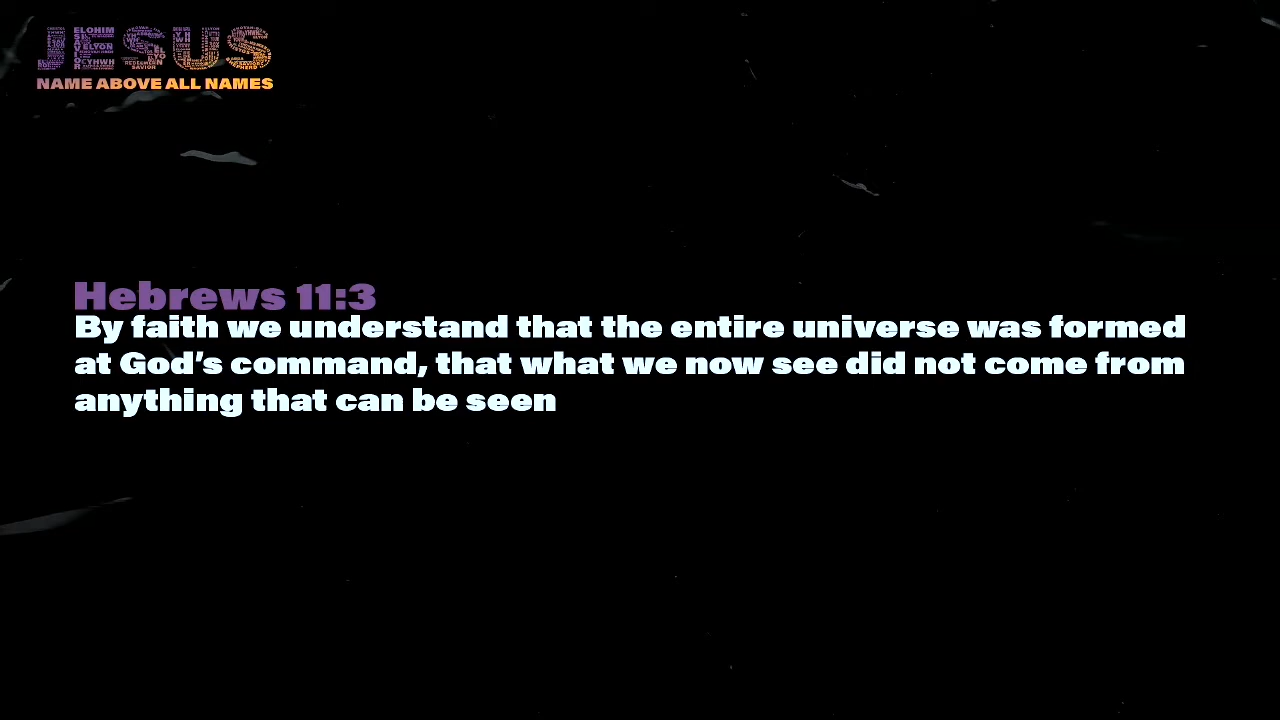 JESUS
NAME ABOVE ALL NAMES
Hebrews 11:3
By faith we understand that the entire universe was formed
at God's command, that what we now see did not come from
anything that can be seen